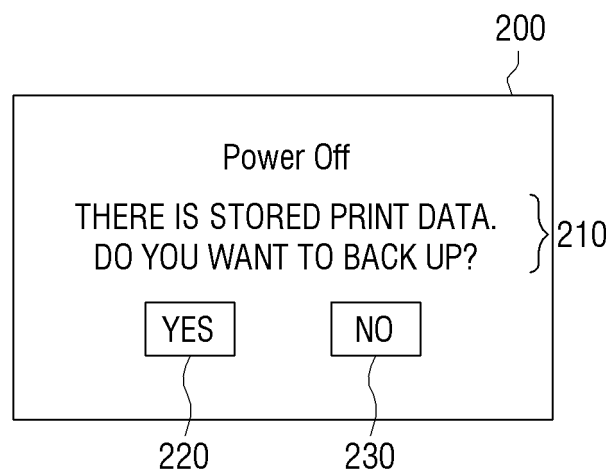 200
Power Off
THERE IS STORED PRINT DATA.
DO YOU WANT TO BACK UP?
210
YES NO
220 230